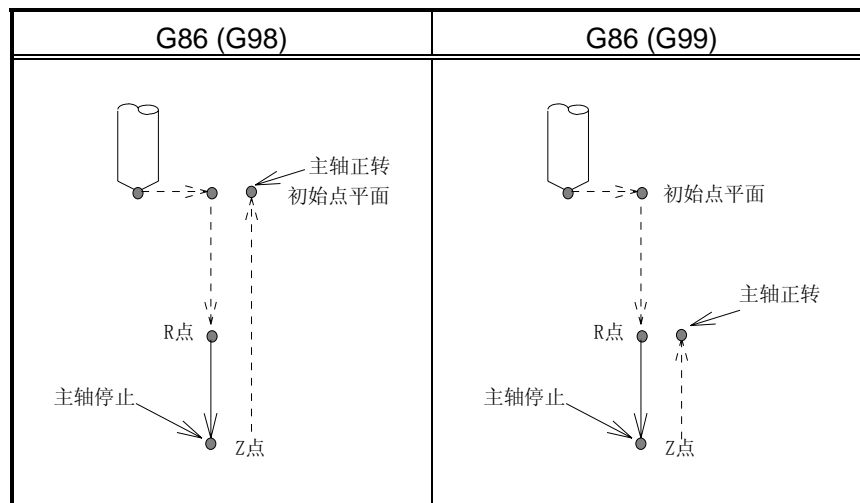 G86 (G98)
G86 (G99)
主轴正转
初始点平面
R点
主轴停止
Z点
初始点平面
主轴正转
R点
主轴停止
Z点